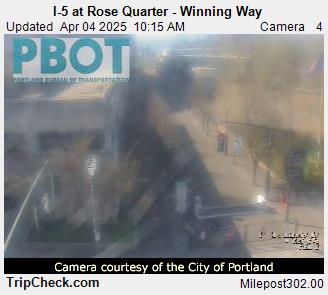 I-5 at Rose Quarter - Winning Way
Updated Apr 04 2025 10:15 AM Camera 4
PBOT
PORTLAND BUREAU OF TRANSPORTATION
Camera courtesy of the City of Portland
TripCheck.com Milepost302.00